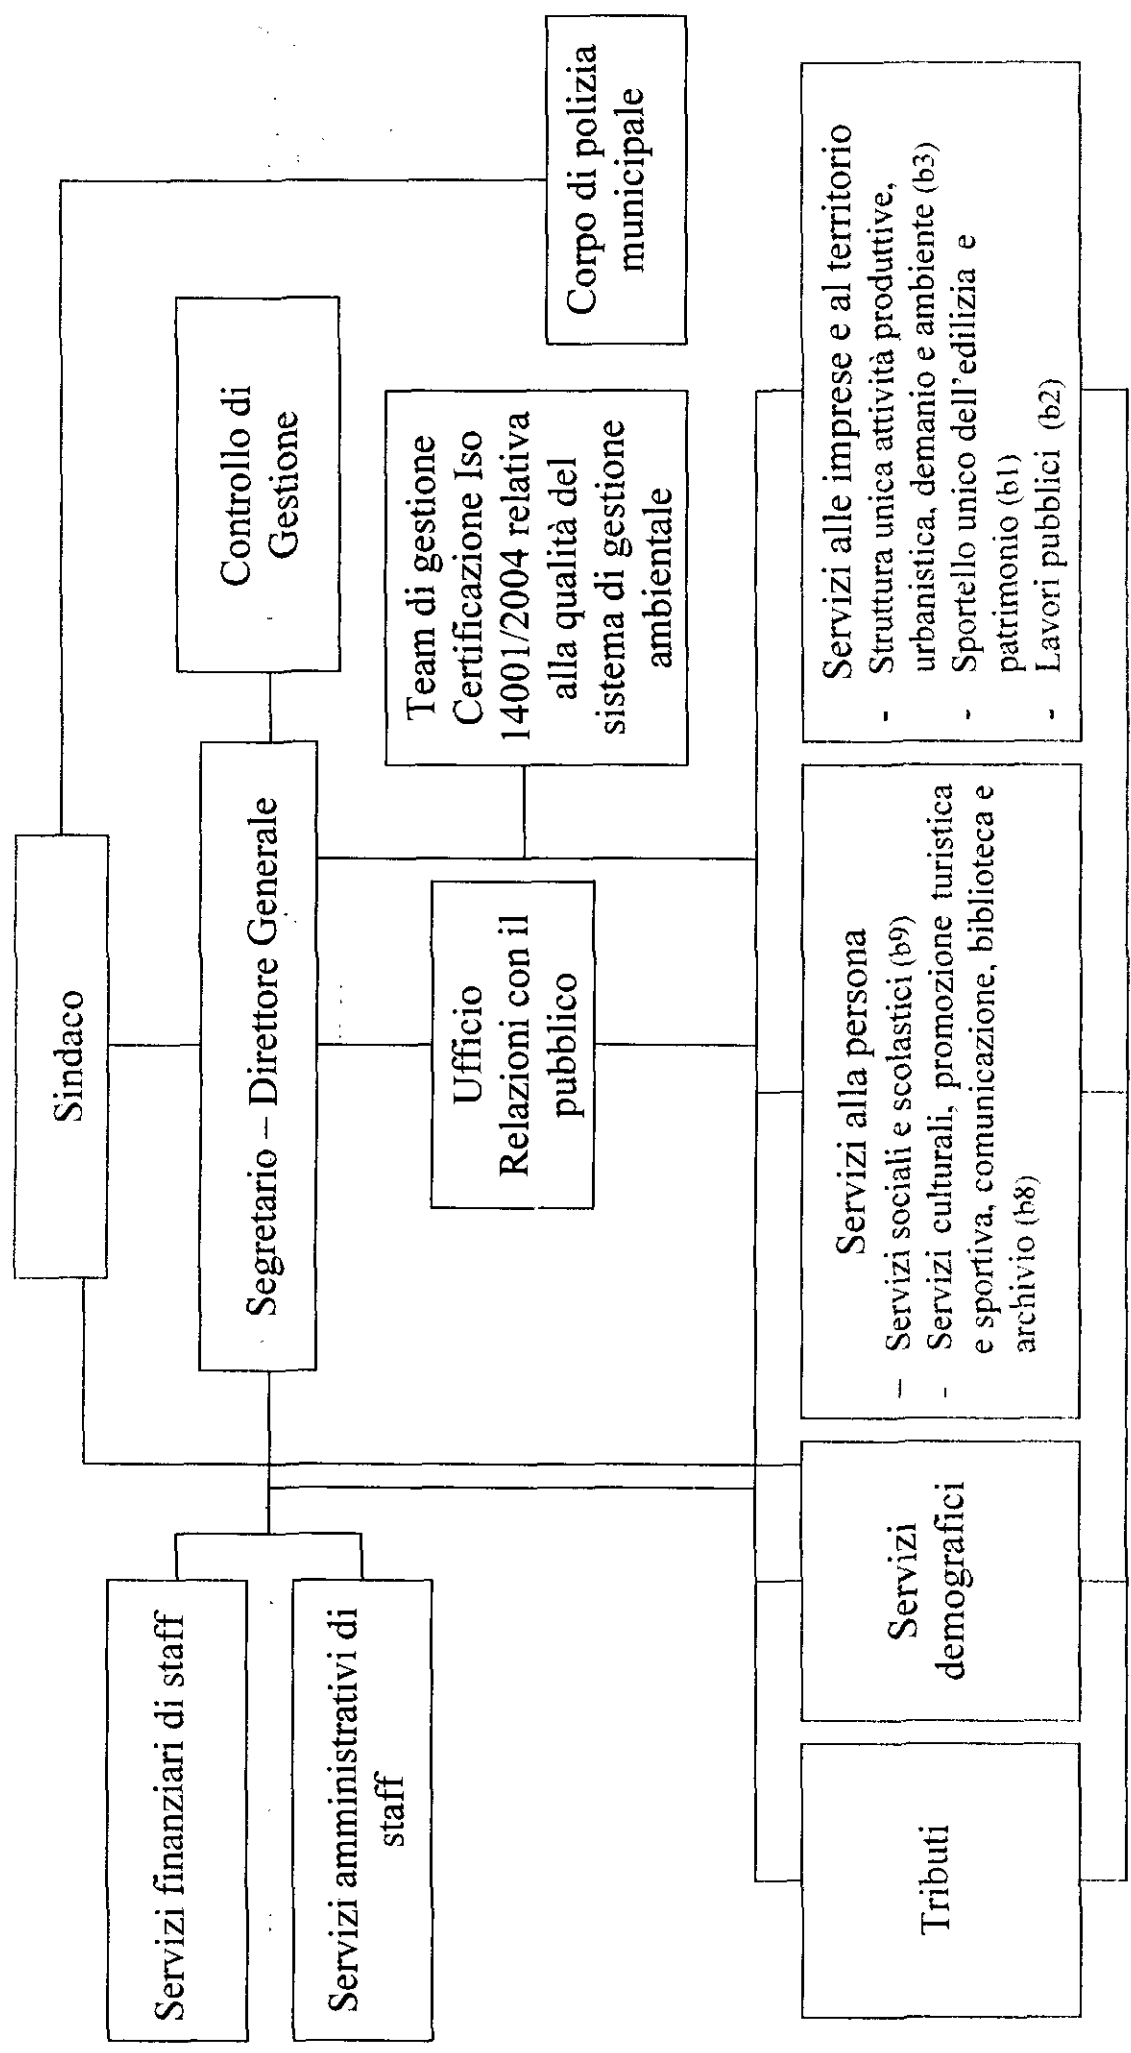 Sindaco
Servizi finanziari di staff
Segretario – Direttore Generale
Controllo di
Gestione
Servizi amministrativi di
staff
Ufficio
Relazioni con il
pubblico
Team di gestione
Certificazione Iso
14001/2004 relativa
alla qualità del
sistema di gestione
ambientale
Corpo di polizia
municipale
Tributi
Servizi
demografici
Servizi alla persona
– Servizi sociali e scolastici (b9)
- Servizi culturali, promozione turistica
e sportiva, comunicazione, biblioteca e
archivio (b8)
Servizi alle imprese e al territorio
- Struttura unica attività produttive,
urbanistica, demanio e ambiente (b3)
- Sportello unico dell'edilizia e
patrimonio (b1)
- Lavori pubblici (b2)